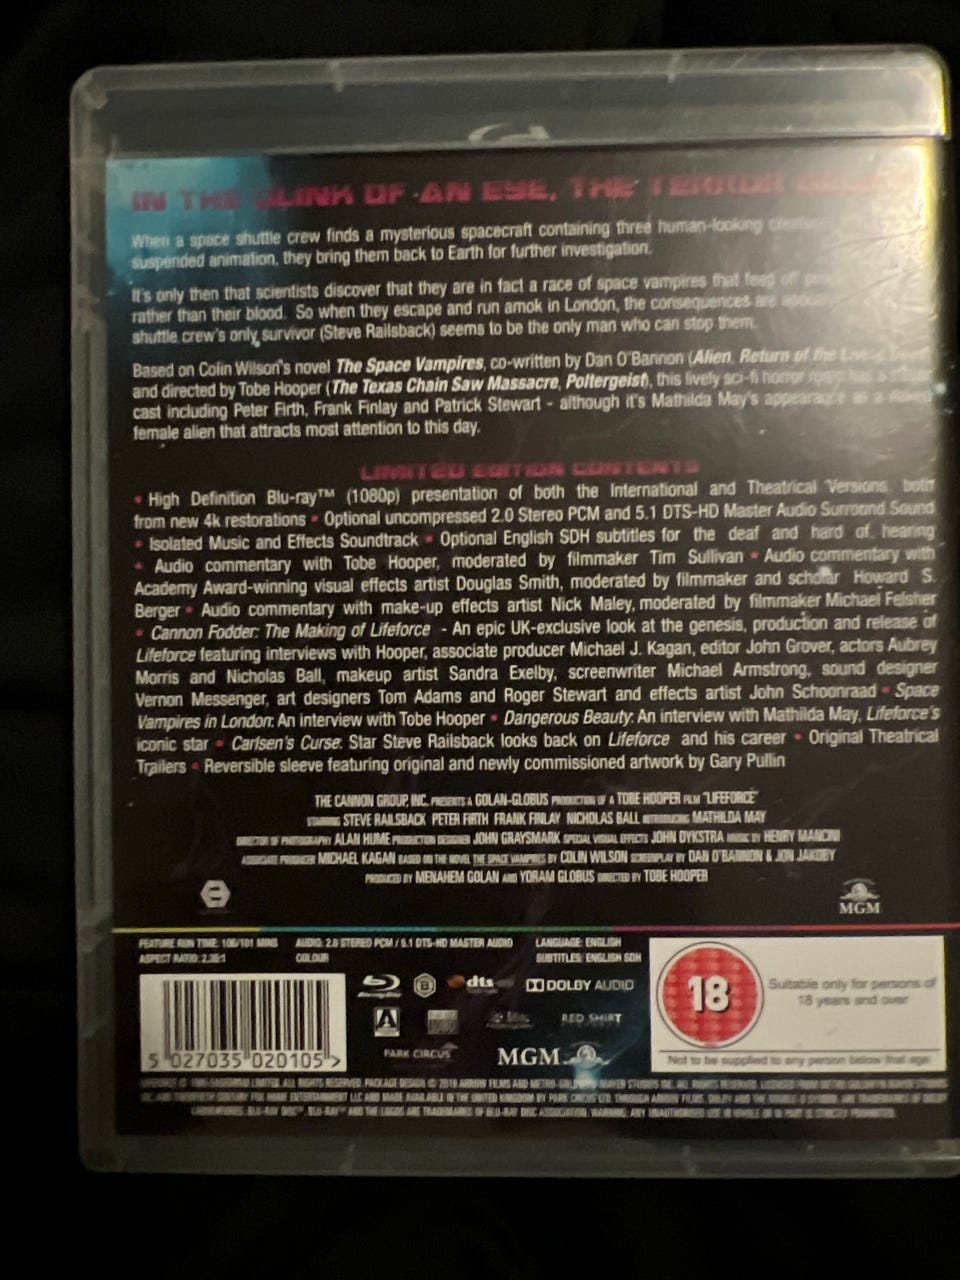 IN THE BLINK OF AN EYE, THE TERROR
When a space shuttle crew finds a mysterious spacecraft containing three human-looking
suspended animation, they bring them back to Earth for further investigation.
It's only then that scientists discover that they are in fact a race of space vampires that feed off
rather than their blood. So when they escape and run amok in London, the consequences are
shuttle crew's only survivor (Steve Railsback) seems to be the only man who can stop them.
Based on Colin Wilson's novel The Space Vampires, co-written by Dan O'Bannon (Alien, Return of the
and directed by Tobe Hooper (The Texas Chain Saw Massacre, Poltergeist), this lively sci-fi horror
cast including Peter Firth, Frank Finlay and Patrick Stewart - although it's Mathilda May's appearance as a naked
female alien that attracts most attention to this day.
LIMITED EDITION CONTENTS
• High Definition Blu-ray™ (1080p) presentation of both the International and Theatrical Versions, both
from new 4k restorations • Optional uncompressed 2.0 Stereo PCM and 5.1 DTS-HD Master Audio Surround Sound
• Isolated Music and Effects Soundtrack • Optional English SDH subtitles for the deaf and hard of hearing
• Audio commentary with Tobe Hooper, moderated by filmmaker Tim Sullivan • Audio commentary with
Academy Award-winning visual effects artist Douglas Smith, moderated by filmmaker and scholar Howard S.
Berger • Audio commentary with make-up effects artist Nick Maley, moderated by filmmaker Michael Felsher
• Cannon Fodder: The Making of Lifeforce - An epic UK-exclusive look at the genesis, production and release of
Lifeforce featuring interviews with Hooper, associate producer Michael J. Kagan, editor John Grover, actors Aubrey
Morris and Nicholas Ball, makeup artist Sandra Exelby, screenwriter Michael Armstrong, sound designer
Vernon Messenger, art designers Tom Adams and Roger Stewart and effects artist John Schoonraad • Space
Vampires in London: An interview with Tobe Hooper • Dangerous Beauty: An interview with Mathilda May, Lifeforce's
iconic star • Carlsen's Curse: Star Steve Railsback looks back on Lifeforce and his career • Original Theatrical
Trailers • Reversible sleeve featuring original and newly commissioned artwork by Gary Pullin
THE CANNON GROUP, INC. PRESENTS A GOLAN-GLOBUS PRODUCTION OF A TOBE HOOPER FILM "LIFEFORCE"
STARRING STEVE RAILSBACK PETER FIRTH FRANK FINLAY NICHOLAS BALL INTRODUCING MATHILDA MAY
DIRECTOR OF PHOTOGRAPHY ALAN HUME PRODUCTION DESIGNER JOHN GRAYSMARK SPECIAL VISUAL EFFECTS JOHN DYKSTRA MUSIC BY HENRY MANCINI
ASSOCIATE PRODUCER MICHAEL KAGAN BASED ON THE NOVEL THE SPACE VAMPIRES BY COLIN WILSON SCREENPLAY BY DAN O'BANNON & DON JAKOBY
PRODUCED BY MENAHEM GOLAN AND YORAM GLOBUS DIRECTED BY TOBE HOOPER
MGM
FEATURE RUN TIME: 106/101 MINS AUDIO: 2.0 STEREO PCM / 5.1 DTS-HD MASTER AUDIO LANGUAGE: ENGLISH
ASPECT RATIO: 2.35:1 COLOUR SUBTITLES: ENGLISH SDH
Blu-ray Disc B dts DOLBY AUDIO
18
Suitable only for persons of
18 years and over
Not to be supplied to any person below that age
A RED SHIRT
PARK CIRCUS MGM
5 027035 020105 >